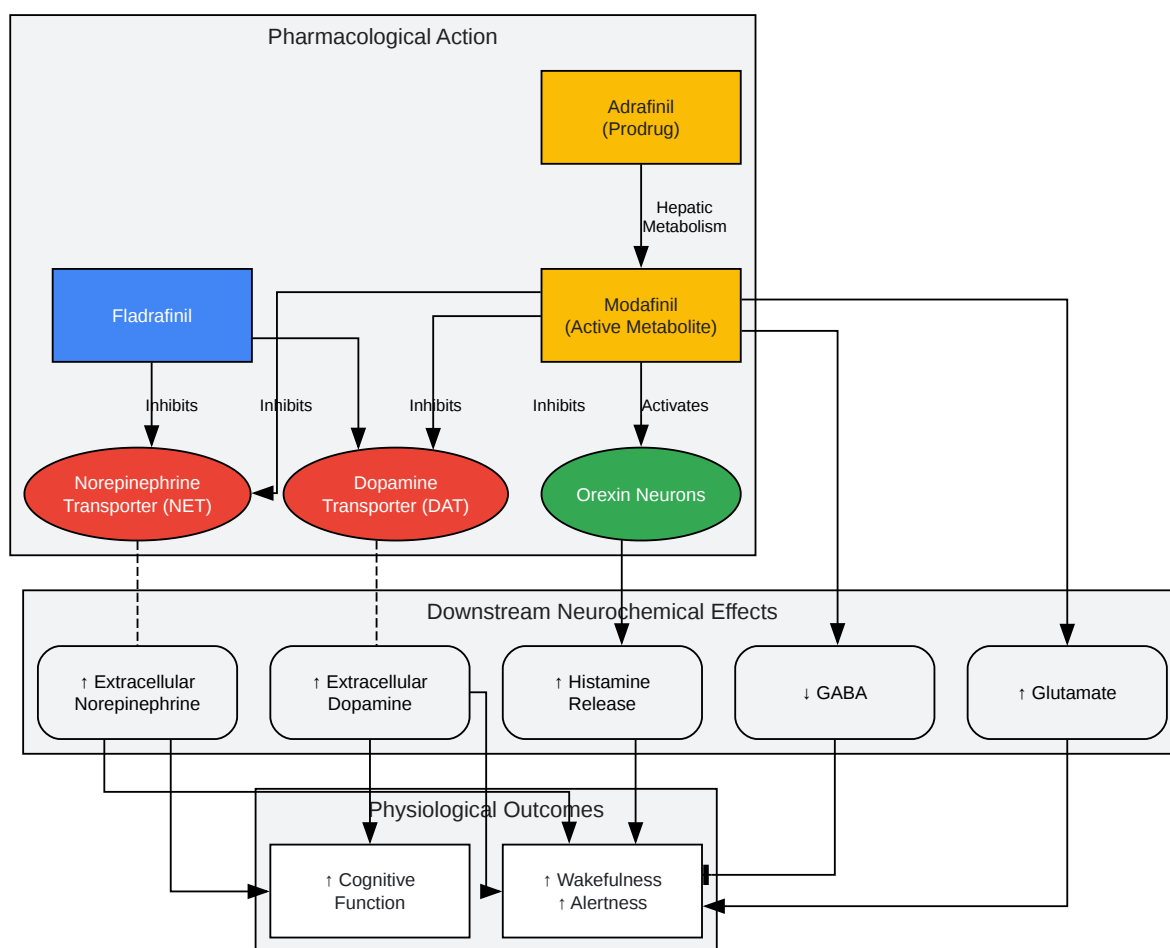 Pharmacological Action
Adrafinil
(Prodrug)
Hepatic
Metabolism
Fladrafinil
Modafinil
(Active Metabolite)
Inhibits
Inhibits
Inhibits
Inhibits
Activates
Norepinephrine
Transporter (NET)
Dopamine
Transporter (DAT)
Orexin Neurons
Downstream Neurochemical Effects
↑ Extracellular
Norepinephrine
↑ Extracellular
Dopamine
↑ Histamine
Release
↓ GABA
↑ Glutamate
Physiological Outcomes
↑ Cognitive
Function
↑ Wakefulness
↑ Alertness